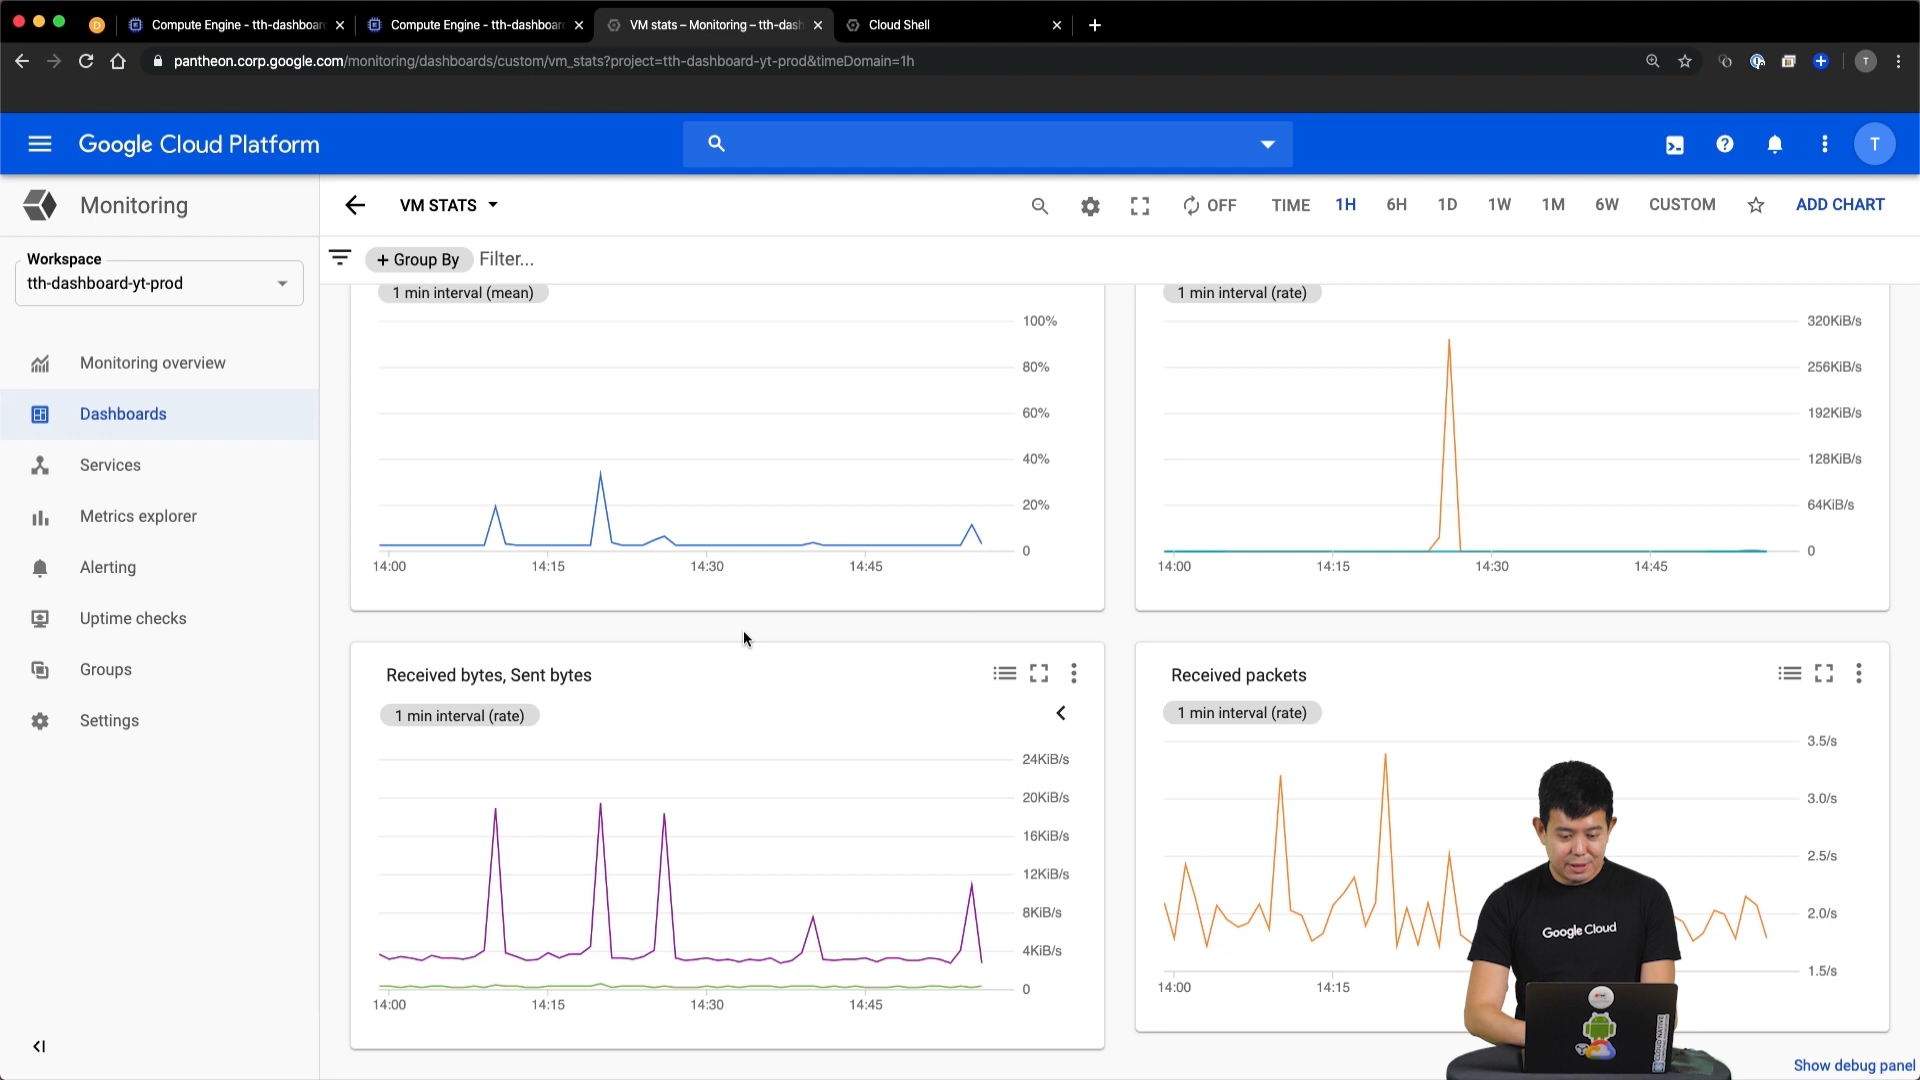 Compute Engine - tth-dashboar
Compute Engine - tth-dashboar
VM stats – Monitoring – tth-dash
Cloud Shell
pantheon.corp.google.com/monitoring/dashboards/custom/vm_stats?project=tth-dashboard-yt-prod&timeDomain=1h
T
Google Cloud Platform
T
Monitoring
VM STATS
OFF
TIME
1H
6H
1D
1W
1M
6W
CUSTOM
ADD CHART
Workspace
tth-dashboard-yt-prod
+ Group By
Filter...
Monitoring overview
Dashboards
Services
Metrics explorer
Alerting
Uptime checks
Groups
Settings
1 min interval (mean)
100%
80%
60%
40%
20%
0
14:00
14:15
14:30
14:45
1 min interval (rate)
320KiB/s
256KiB/s
192KiB/s
128KiB/s
64KiB/s
0
14:00
14:15
14:30
14:45
Received bytes, Sent bytes
1 min interval (rate)
24KiB/s
20KiB/s
16KiB/s
12KiB/s
8KiB/s
4KiB/s
0
14:00
14:15
14:30
14:45
Received packets
1 min interval (rate)
3.5/s
3.0/s
2.5/s
2.0/s
1.5/s
14:00
14:15
Google Cloud
Show debug panel